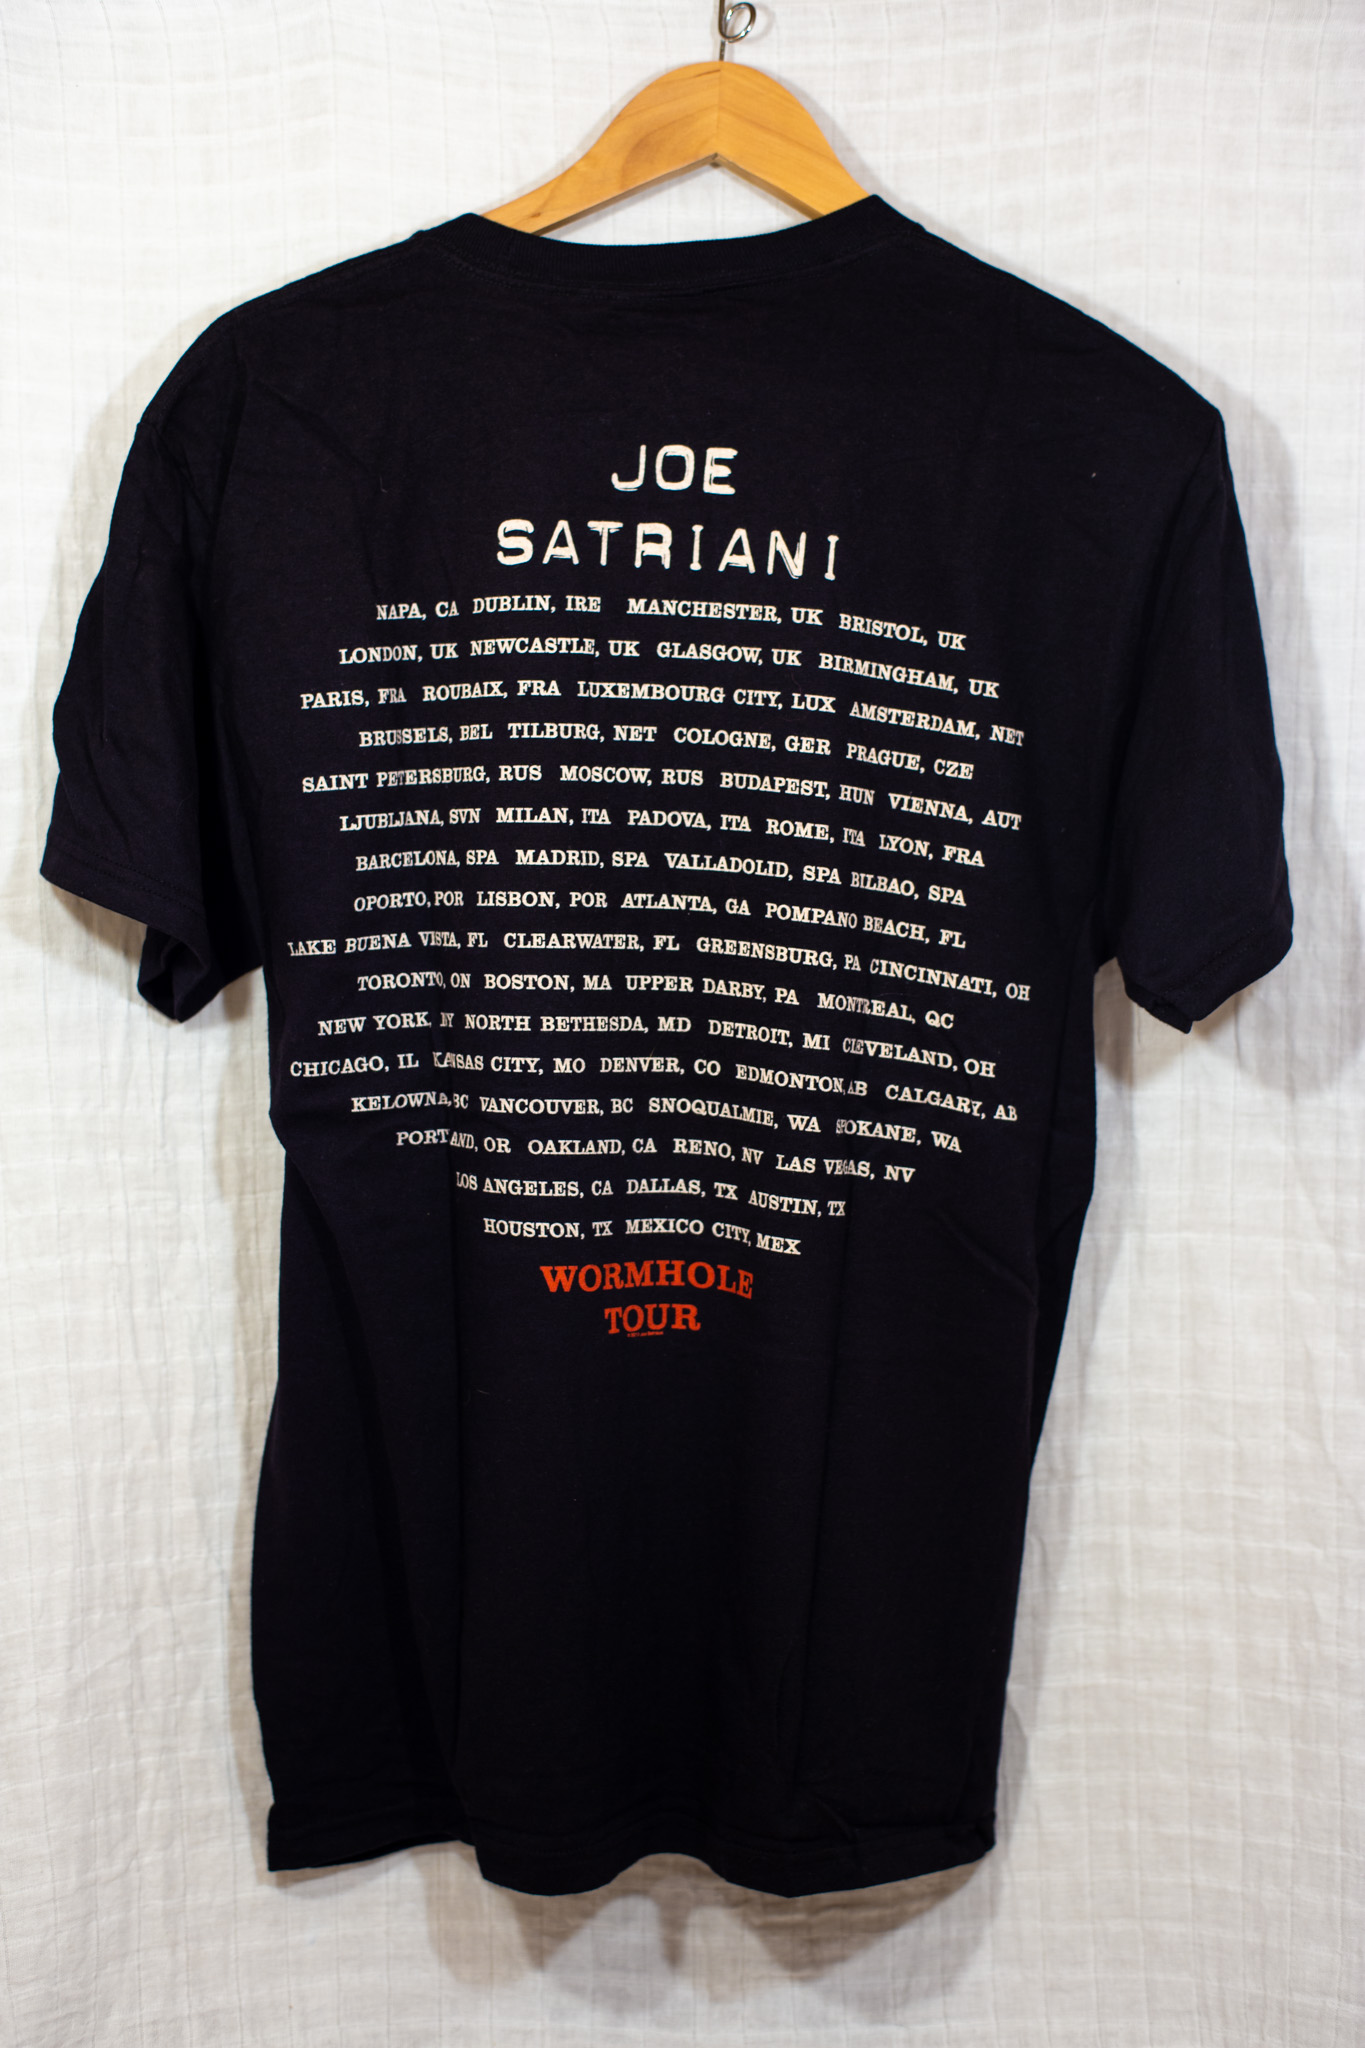 JOE
SATRIANI
NAPA, CA DUBLIN, IRE MANCHESTER, UK BRISTOL, UK
LONDON, UK NEWCASTLE, UK GLASGOW, UK BIRMINGHAM, UK
PARIS, FRA ROUBAIX, FRA LUXEMBOURG CITY, LUX AMSTERDAM, NET
BRUSSELS, BEL TILBURG, NET COLOGNE, GER PRAGUE, CZE
SAINT PETERSBURG, RUS MOSCOW, RUS BUDAPEST, HUN VIENNA, AUT
LJUBLJANA, SVN MILAN, ITA PADOVA, ITA ROME, ITA LYON, FRA
BARCELONA, SPA MADRID, SPA VALLADOLID, SPA BILBAO, SPA
OPORTO, POR LISBON, POR ATLANTA, GA POMPANO BEACH, FL
LAKE BUENA VISTA, FL CLEARWATER, FL GREENSBURG, PA CINCINNATI, OH
TORONTO, ON BOSTON, MA UPPER DARBY, PA MONTREAL, QC
NEW YORK, NY NORTH BETHESDA, MD DETROIT, MI CLEVELAND, OH
CHICAGO, IL KANSAS CITY, MO DENVER, CO EDMONTON, AB CALGARY, AB
KELOWNA, BC VANCOUVER, BC SNOQUALMIE, WA SPOKANE, WA
PORTLAND, OR OAKLAND, CA RENO, NV LAS VEGAS, NV
LOS ANGELES, CA DALLAS, TX AUSTIN, TX
HOUSTON, TX MEXICO CITY, MEX
WORMHOLE
TOUR